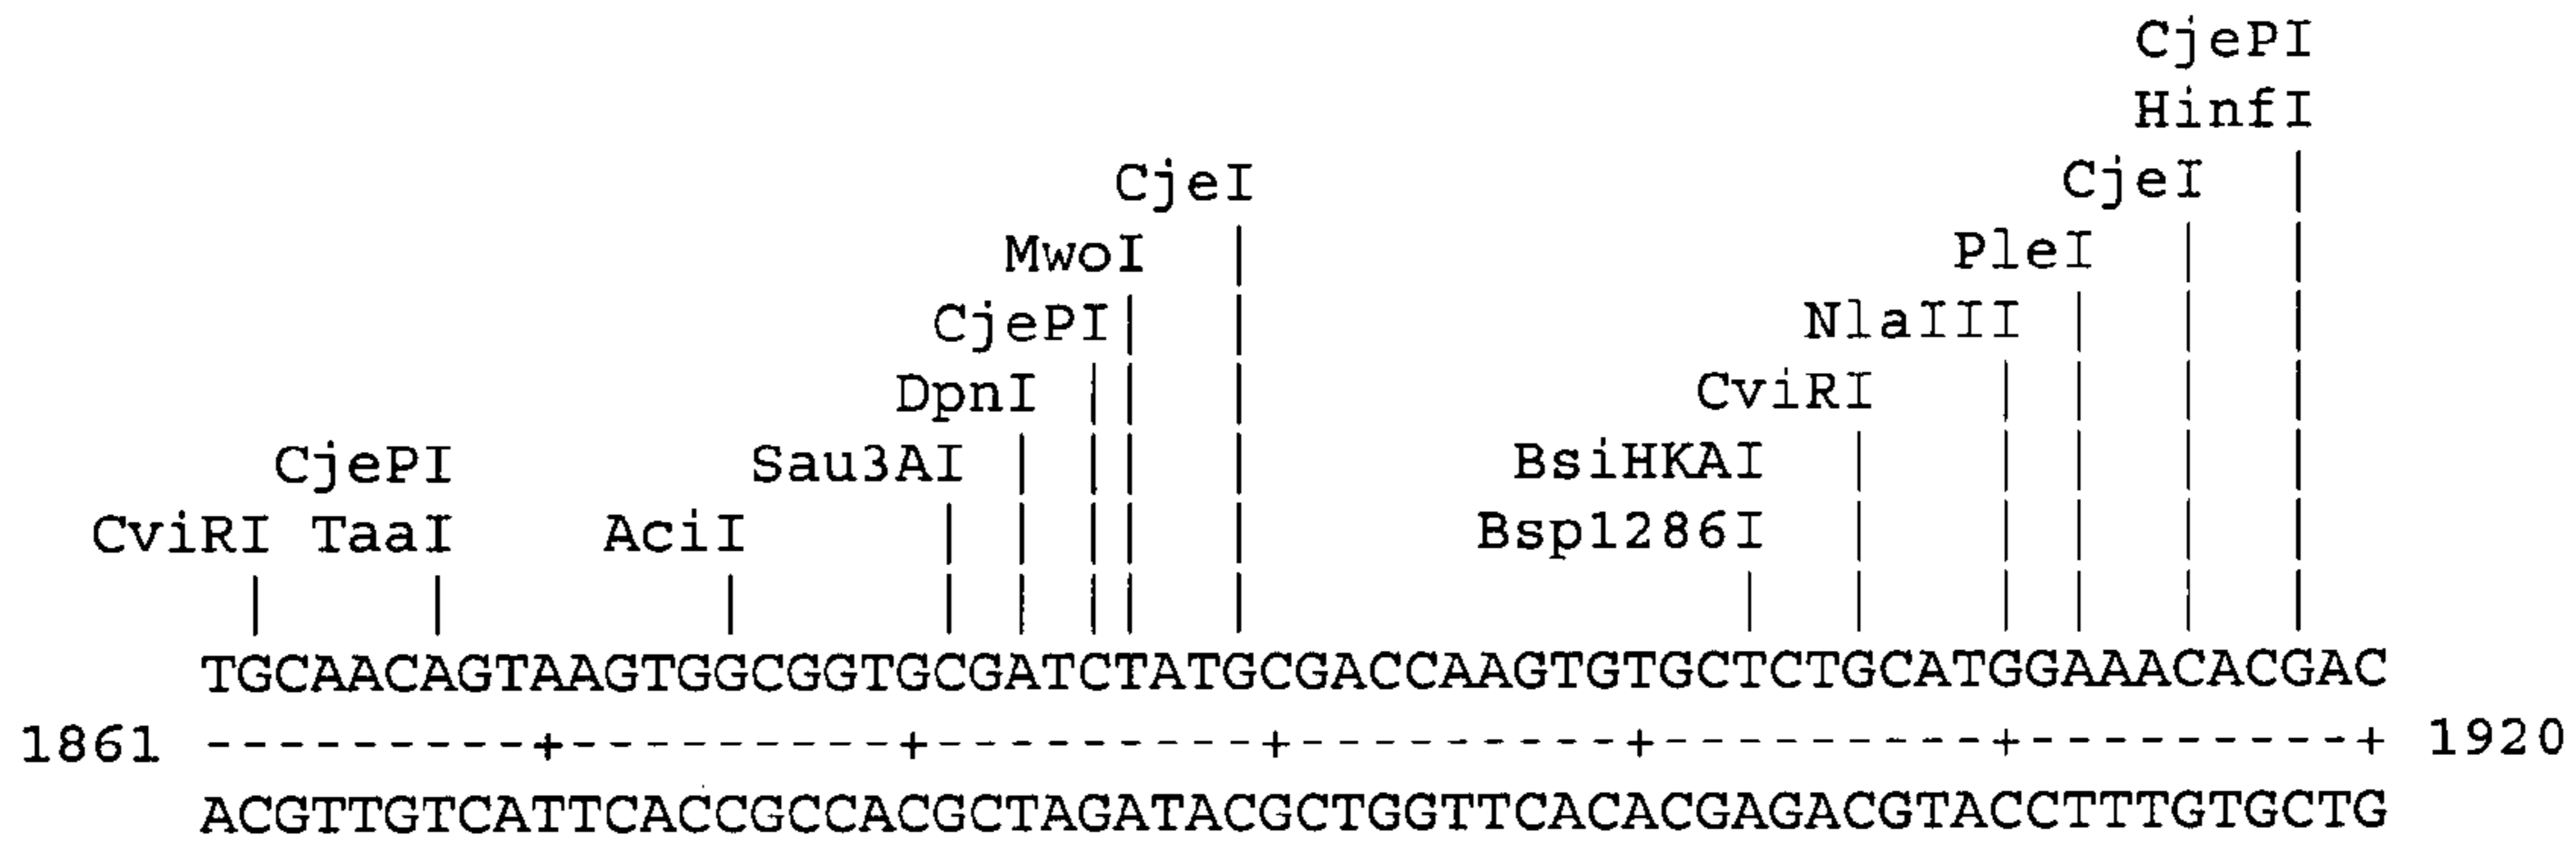 CjePI
HinfI
CjeI CjeI
MwoI PleI
CjePI NlaIII
DpnI CviRI
CjePI Sau3AI BsiHKAI
CviRI TaaI AciI Bsp1286I
TGCAACAGTAAGTGGCGGTGCGATCTATGCGACCAAGTGTGCTCTGCATGGAAACACGAC
1861 ---------+---------+---------+---------+---------+---------+ 1920
ACGTTGTCATTCACCGCCACGCTAGATACGCTGGTTCACACGAGACGTACCTTTGTGCTG